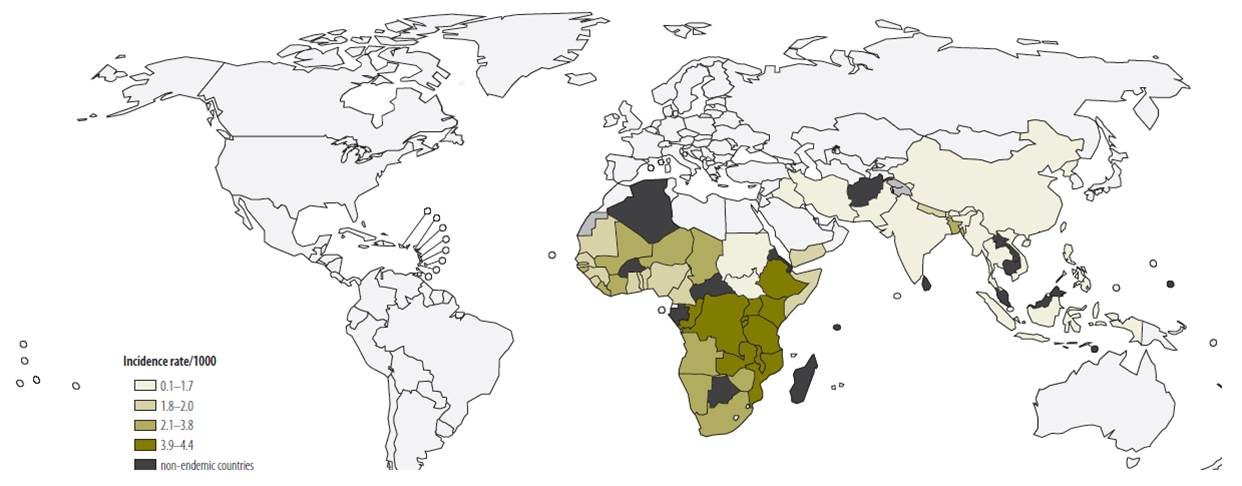 Incidence rate/1000
0.1–1.7
1.8–2.0
2.1–3.8
3.9–4.4
non-endemic countries